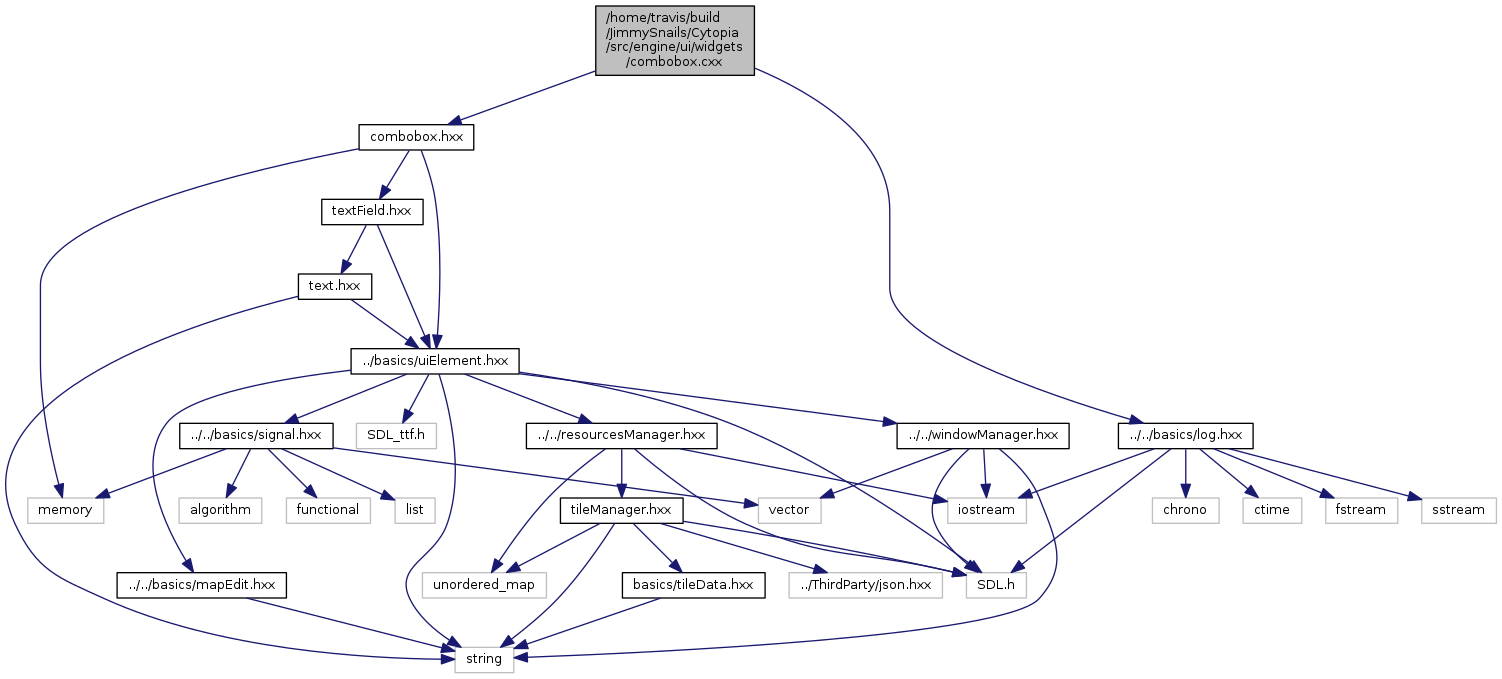 /home/travis/build
/JimmySnails/Cytopia
/src/engine/ui/widgets
/combobox.cxx
combobox.hxx
textField.hxx
text.hxx
../basics/uiElement.hxx
../../basics/signal.hxx
SDL_ttf.h
../../resourcesManager.hxx
../../windowManager.hxx
../../basics/log.hxx
memory
algorithm
functional
list
tileManager.hxx
vector
iostream
chrono
ctime
fstream
sstream
../../basics/mapEdit.hxx
unordered_map
basics/tileData.hxx
../ThirdParty/json.hxx
SDL.h
string